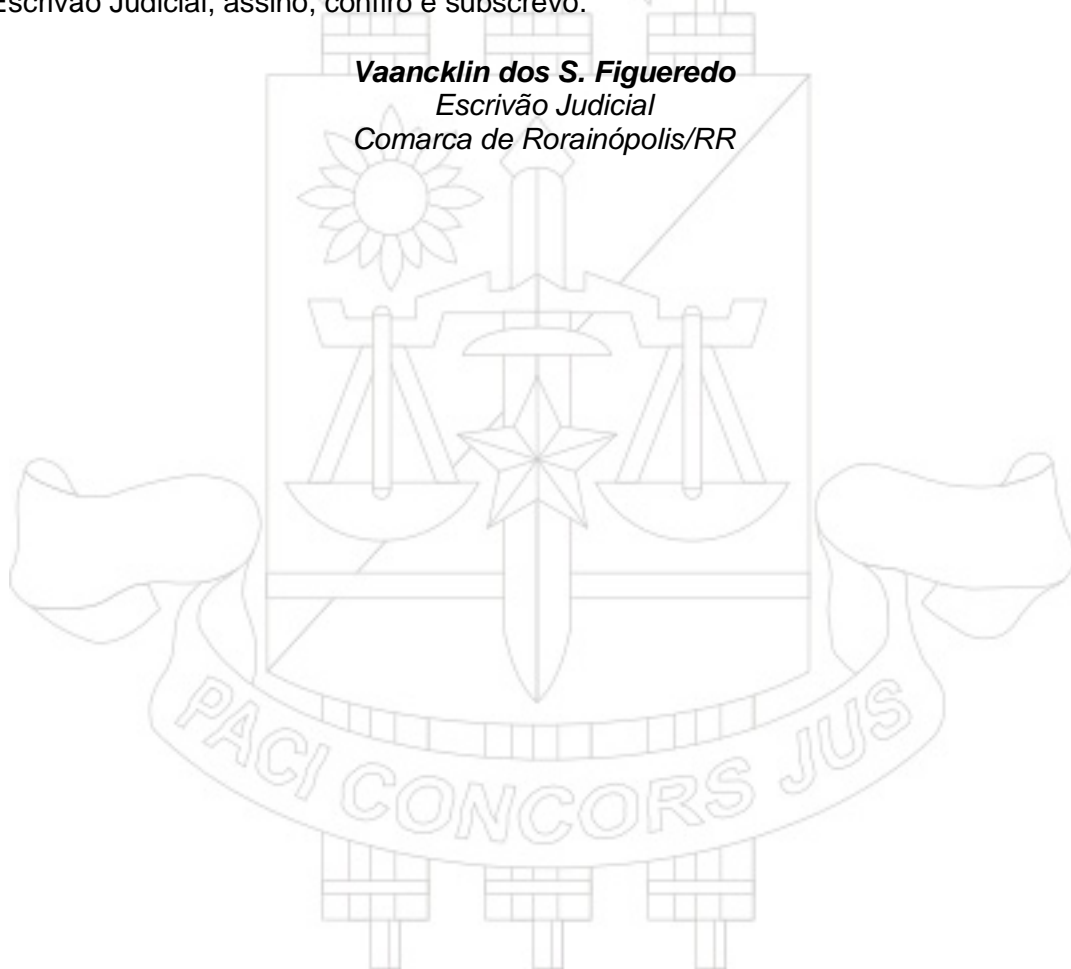 Escrivão Judicial, assino, confiro e subscrevo.
Vaancklin dos S. Figueredo
Escrivão Judicial
Comarca de Rorainópolis/RR
PACI CONCORS JUS